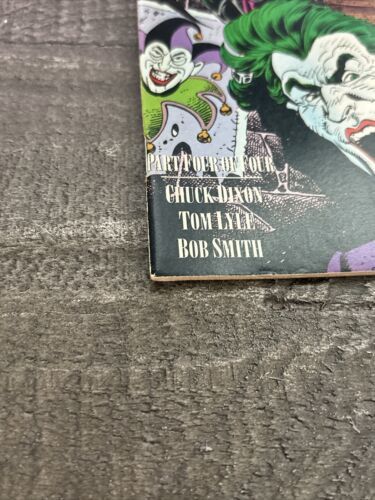 PART FOUR OF FOUR
CHUCK DIXON
TOM LYLE
BOB SMITH